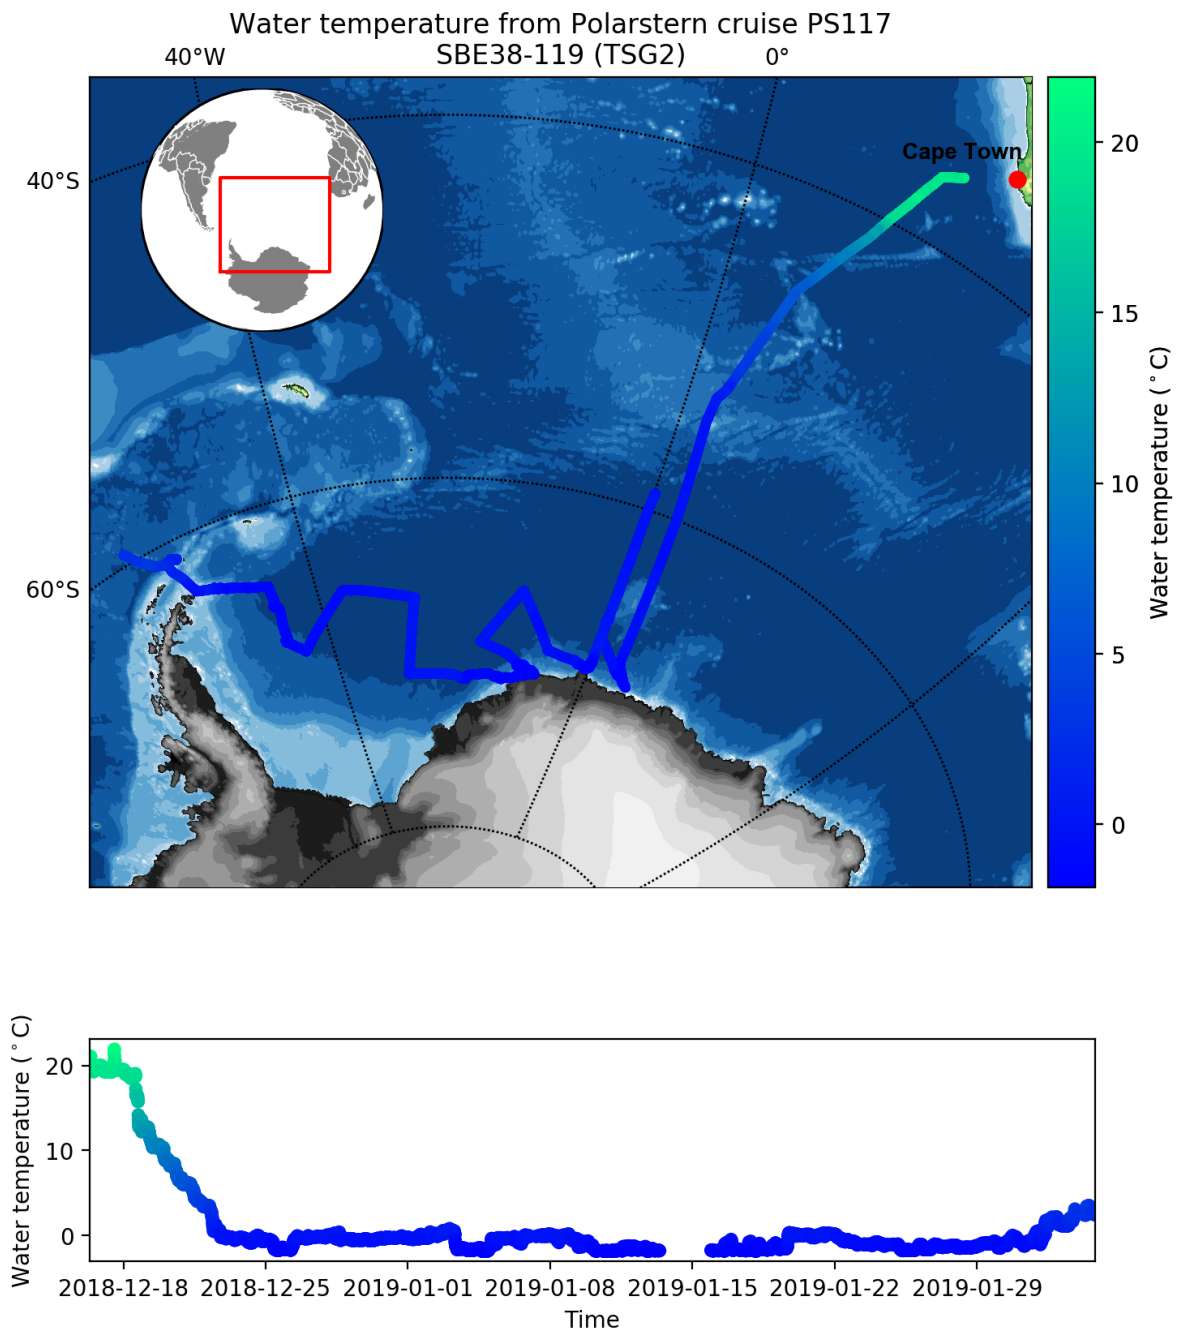 Water temperature from Polarstern cruise PS117
SBE38-119 (TSG2)
40°W
0°
40°S
60°S
Cape Town
20
15
10
5
0
Water temperature (°C)
Water temperature (°C)
20
10
0
2018-12-18
2018-12-25
2019-01-01
2019-01-08
2019-01-15
2019-01-22
2019-01-29
Time